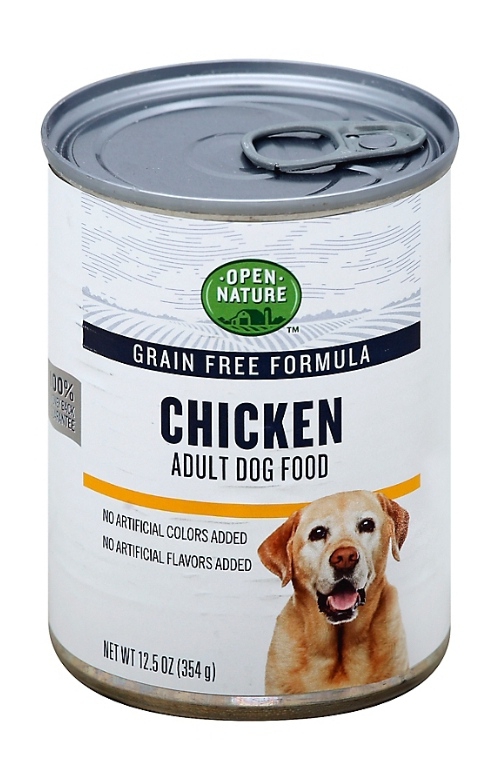 ·OPEN·
NATURE
™
GRAIN FREE FORMULA
CHICKEN
ADULT DOG FOOD
NO ARTIFICIAL COLORS ADDED
NO ARTIFICIAL FLAVORS ADDED
NET WT 12.5 OZ (354 g)